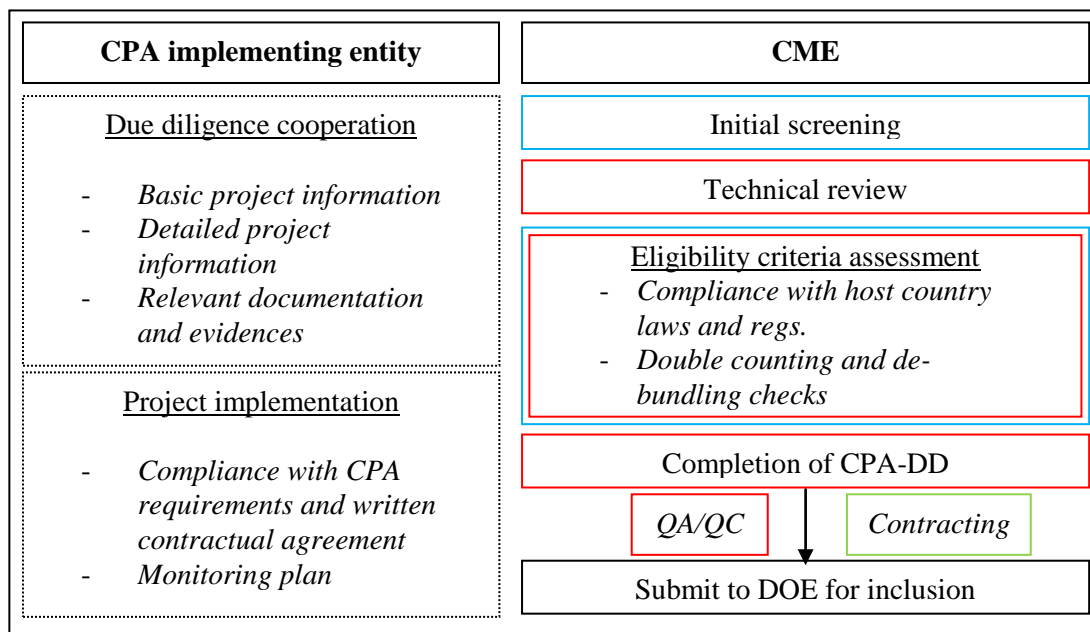 CPA implementing entity
Due diligence cooperation
- Basic project information
- Detailed project
information
- Relevant documentation
and evidences
Project implementation
- Compliance with CPA
requirements and written
contractual agreement
- Monitoring plan
CME
Initial screening
Technical review
Eligibility criteria assessment
- Compliance with host country
laws and regs.
- Double counting and de-
bundling checks
Completion of CPA-DD
QA/QC
Contracting
Submit to DOE for inclusion